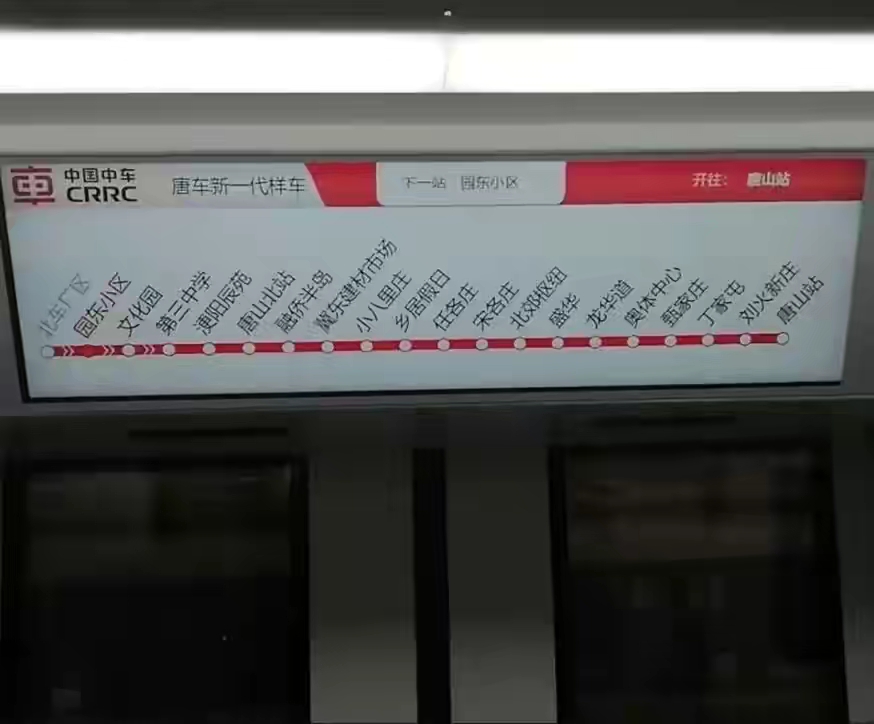 中国中车
CRRC
唐车新一代样车
下一站 园东小区
开往： 唐山站
北车厂区
园东小区
文化园
第三中学
浭阳辰苑
唐山北站
融侨半岛
冀东建材市场
小八里庄
乡居假日
任各庄
宋各庄
北郊枢纽
盛华
龙华道
奥体中心
甄家庄
丁家屯
刘火新庄
唐山站